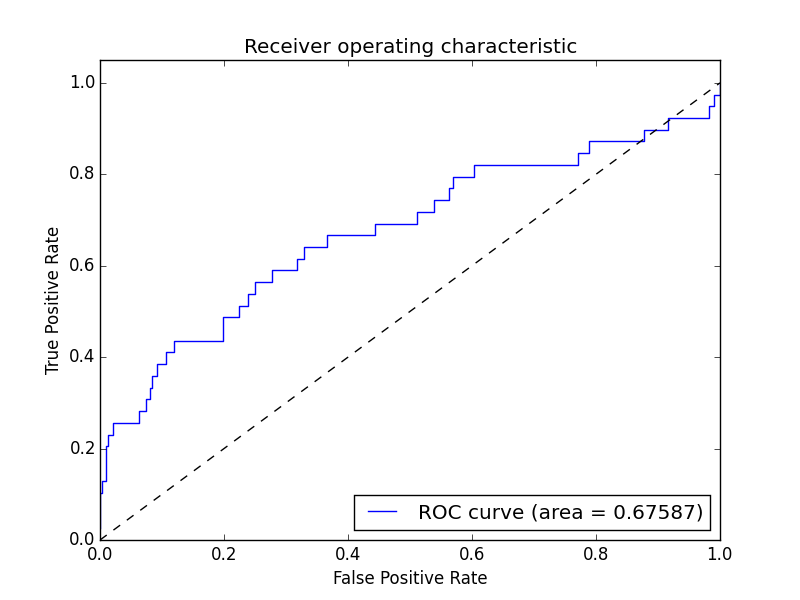 Receiver operating characteristic
True Positive Rate
1.0
0.8
0.6
0.4
0.2
0.0
ROC curve (area = 0.67587)
0.0 0.2 0.4 0.6 0.8 1.0
False Positive Rate